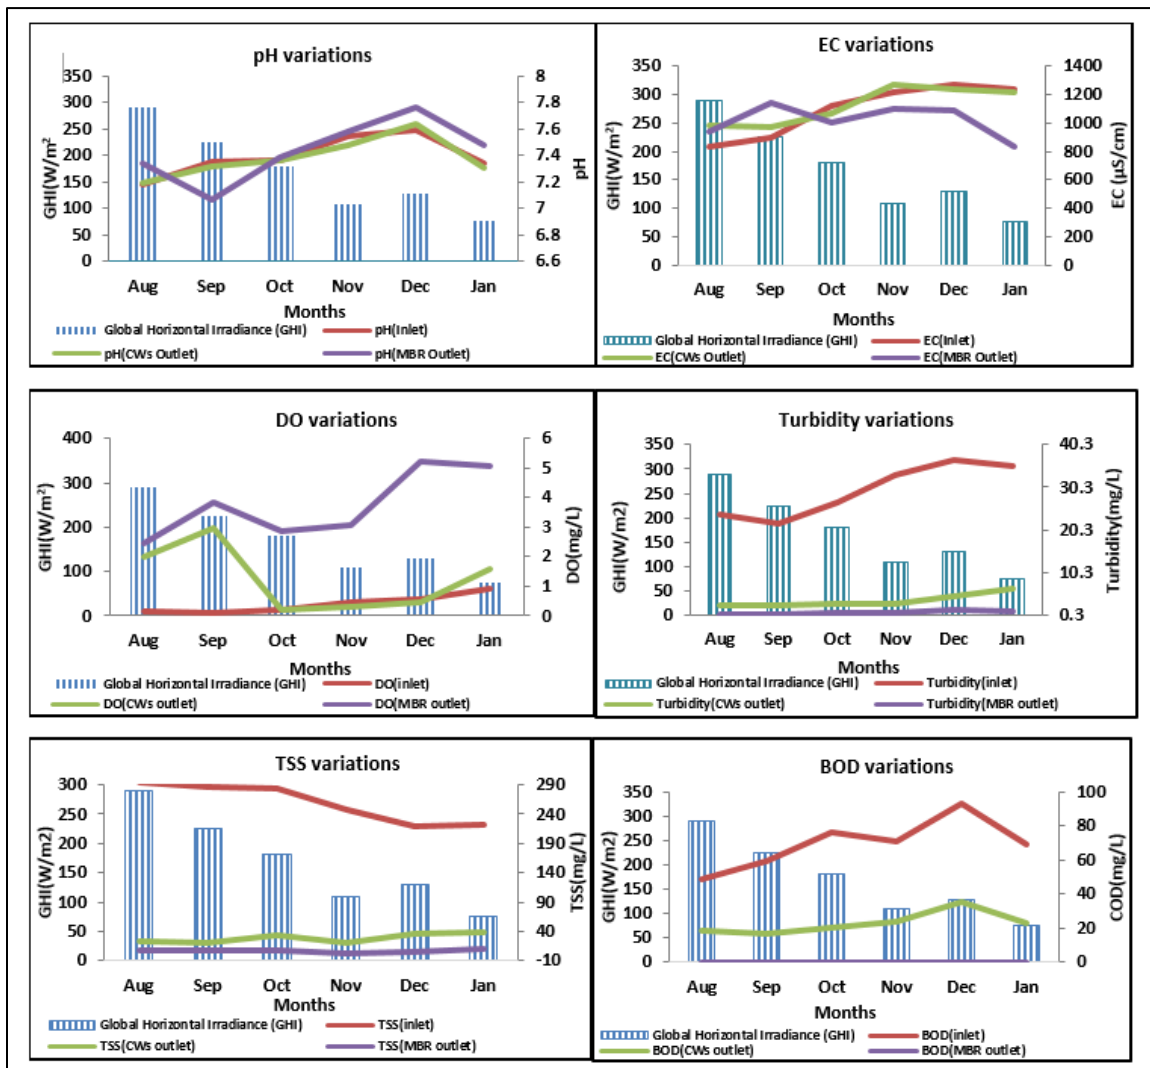 pH variations
350
300
250
200
150
100
50
0
GHI(W/m²
8
7.8
7.6
7.4
7.2
7
6.8
6.6
pH
Aug Sep Oct Nov Dec Jan
Months
Global Horizontal Irradiance (GHI) pH(Inlet)
pH(CWs Outlet) pH(MBR Outlet)
EC variations
350
300
250
200
150
100
50
0
GHI(W/m²)
1400
1200
1000
800
600
400
200
0
EC (µS/cm)
Aug Sep Oct Nov Dec Jan
Months
Global Horizontal Irradiance (GHI) EC(Inlet)
EC(CWs Outlet) EC(MBR Outlet)
DO variations
400
300
200
100
0
GHI(W/m²)
6
5
4
3
2
1
0
DO(mg/L)
Aug Sep Oct Nov Dec Jan
Months
Global Horizontal Irradiance (GHI) DO(inlet)
DO(CWs outlet) DO(MBR outlet)
Turbidity variations
350
300
250
200
150
100
50
0
GHI(W/m2)
40.3
30.3
20.3
10.3
0.3
Turbidity(mg/L)
Aug Sep Oct Nov Dec Jan
Months
Global Horizontal Irradiance (GHI) Turbidity(inlet)
Turbidity(CWs outlet) Turbidity(MBR outlet)
TSS variations
300
250
200
150
100
50
0
GHI(W/m2)
290
240
190
140
90
40
-10
TSS(mg/L)
Aug Sep Oct Nov Dec Jan
Months
Global Horizontal Irradiance (GHI) TSS(inlet)
TSS(CWs outlet) TSS(MBR outlet)
BOD variations
350
300
250
200
150
100
50
0
GHI(W/m2)
100
80
60
40
20
0
COD(mg/L)
Aug Sep Oct Nov Dec Jan
Months
Global Horizontal Irradiance (GHI) BOD(inlet)
BOD(CWs outlet) BOD(MBR outlet)